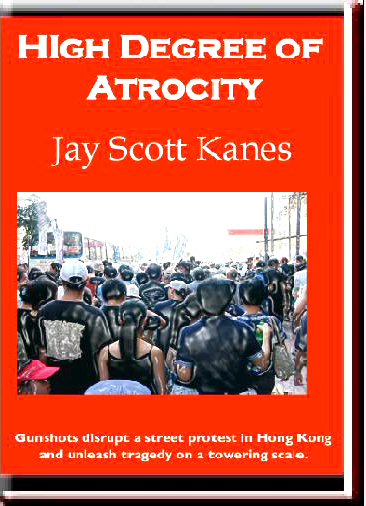 HIGH DEGREE OF
ATROCITY
Jay Scott Kanes
Gunshots disrupt a street protest in Hong Kong
and unleash tragedy on a towering scale.